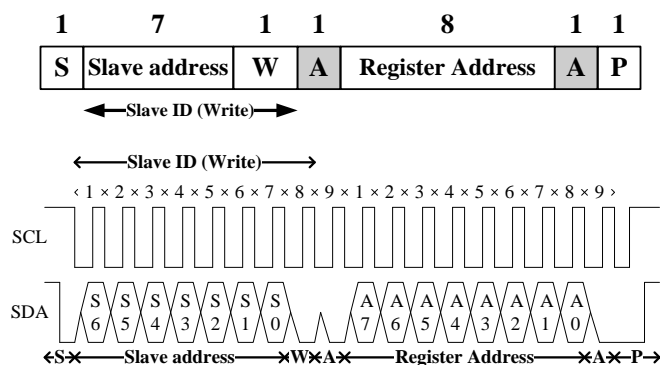 1 7 1 1 8 1 1
S Slave address W A Register Address A P
Slave ID (Write)
Slave ID (Write)
1 × 2 × 3 × 4 × 5 × 6 × 7 × 8 × 9 × 1 × 2 × 3 × 4 × 5 × 6 × 7 × 8 × 9
SCL
SDA S6 S5 S4 S3 S2 S1 S0 A7 A6 A5 A4 A3 A2 A1 A0
S Slave address W A Register Address A P